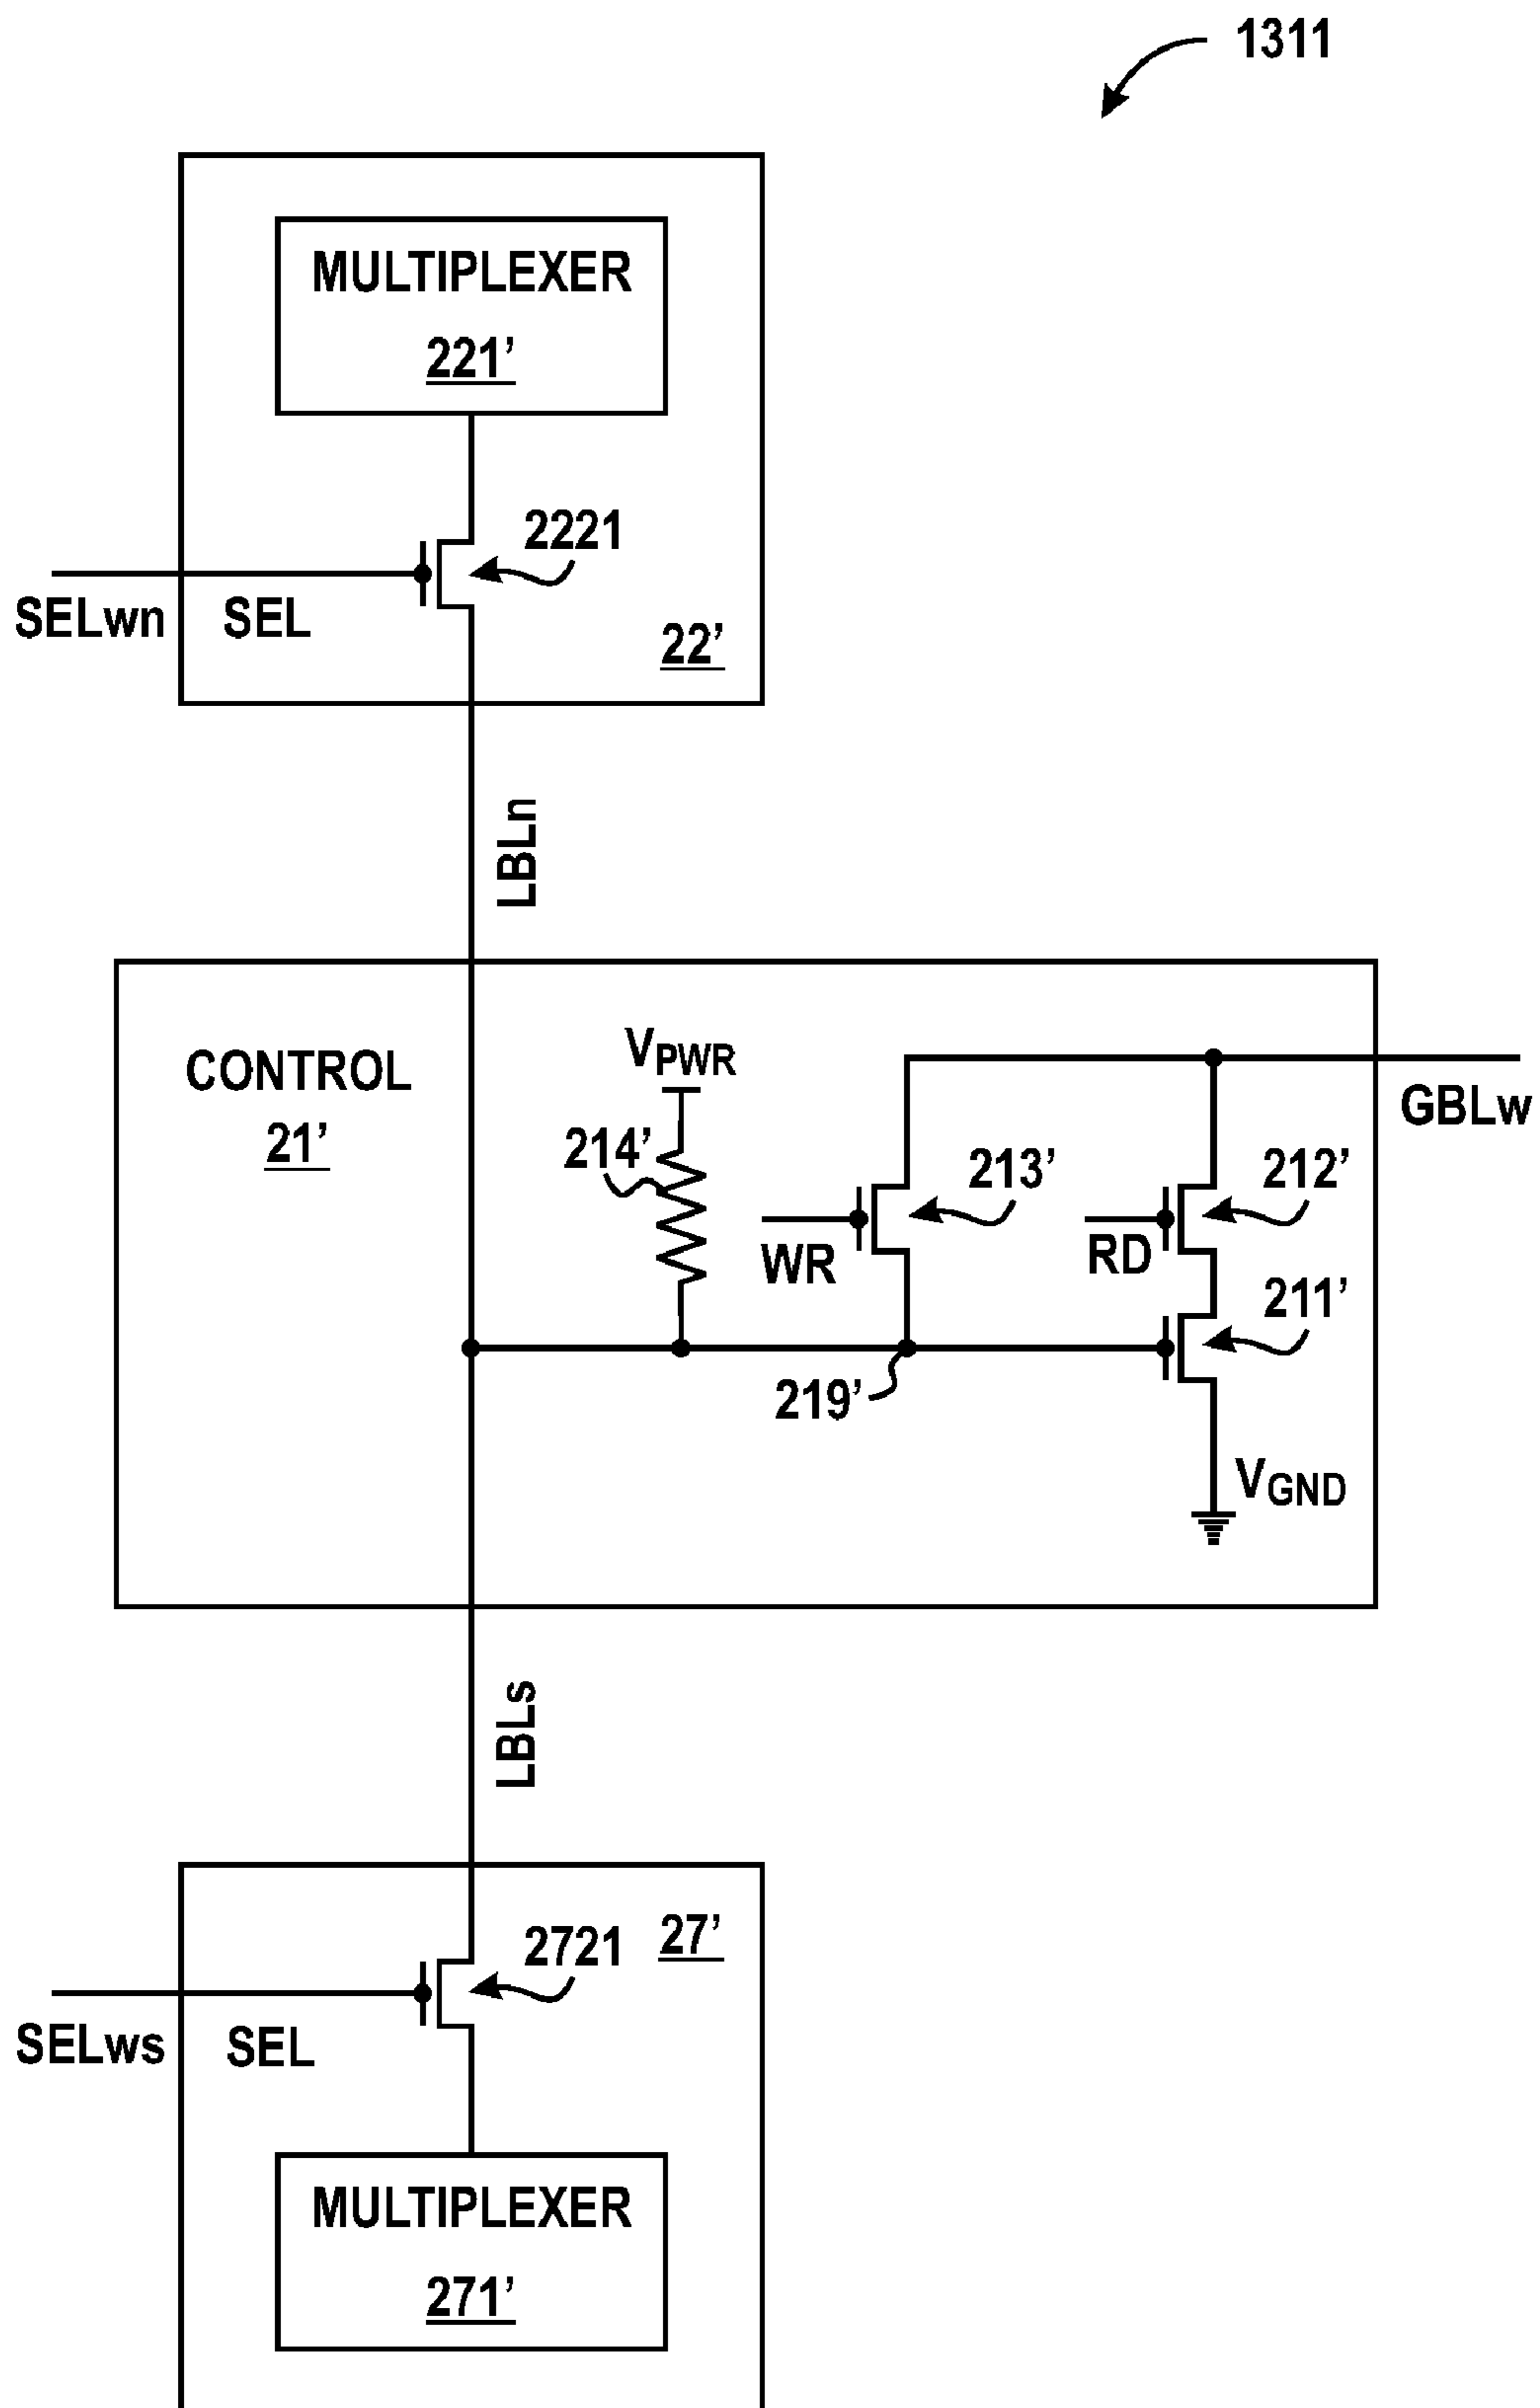 1311
MULTIPLEXER
221’
2221
SELwn
SEL
22’
LBLn
CONTROL
21’
VPWR
214’
GBLw
213’
212’
WR
RD
211’
219’
VGND
LBLs
27’
2721
SELws
SEL
MULTIPLEXER
271’